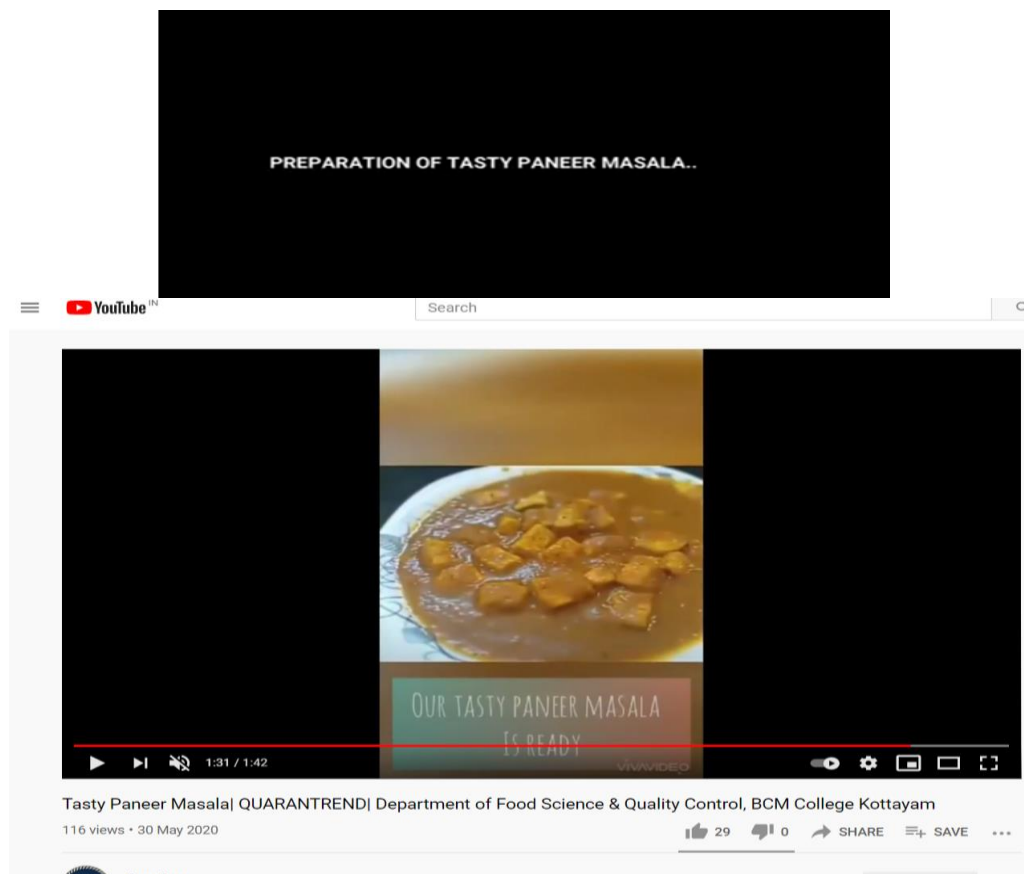 PREPARATION OF TASTY PANEER MASALA..
YouTube IN
Search
OUR TASTY PANEER MASALA
IS READY
VIVAVIDEO
1:31 / 1:42
Tasty Paneer Masala| QUARANTREND| Department of Food Science & Quality Control, BCM College Kottayam
116 views • 30 May 2020
29
0
SHARE
SAVE